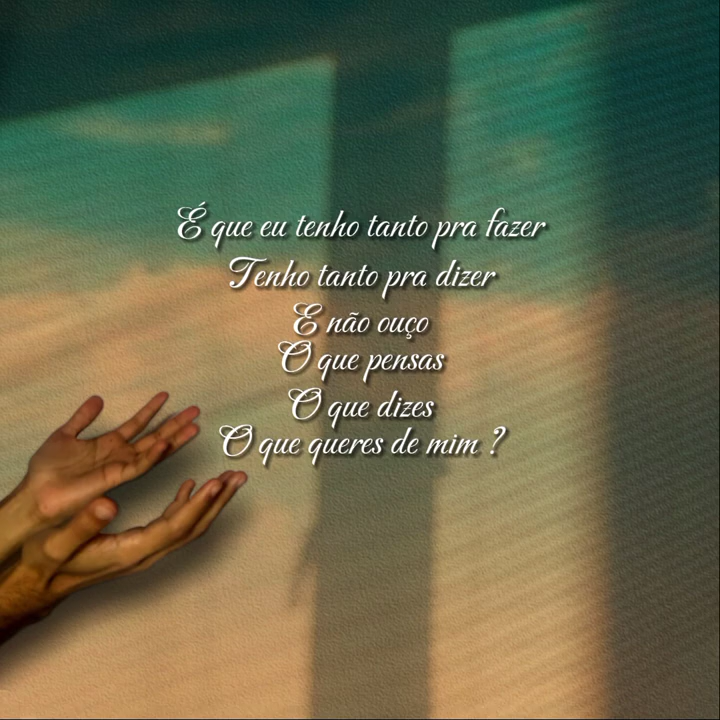 É que eu tenho tanto pra fazer
Tenho tanto pra dizer
E não ouço
O que pensas
O que dizes
O que queres de mim ?